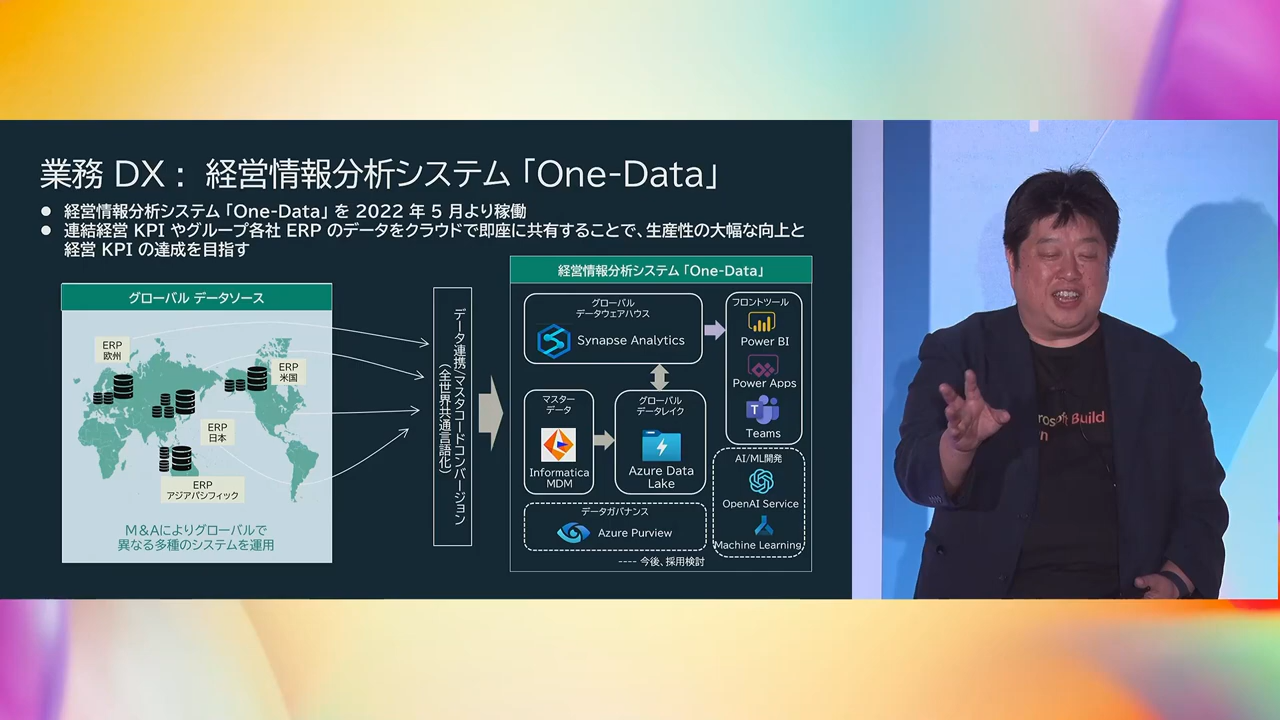 業務 DX： 経営情報分析システム「One-Data」
● 経営情報分析システム「One-Data」を 2022 年 5 月より稼働
● 連結経営 KPI やグループ各社 ERP のデータをクラウドで即座に共有することで、生産性の大幅な向上と
経営 KPI の達成を目指す
グローバル データソース
ERP
欧州
ERP
米国
ERP
日本
ERP
アジアパシフィック
M&Aによりグローバルで
異なる多種のシステムを運用
データ連携／マスタコードコンバージョン
（全世界共通言語化）
経営情報分析システム「One-Data」
グローバル
データウェアハウス
Synapse Analytics
フロントツール
Power BI
Power Apps
Teams
マスター
データ
Informatica
MDM
グローバル
データレイク
Azure Data
Lake
AI/ML開発
OpenAI Service
Machine Learning
データガバナンス
Azure Purview
---- 今後、採用検討
rosoft Build